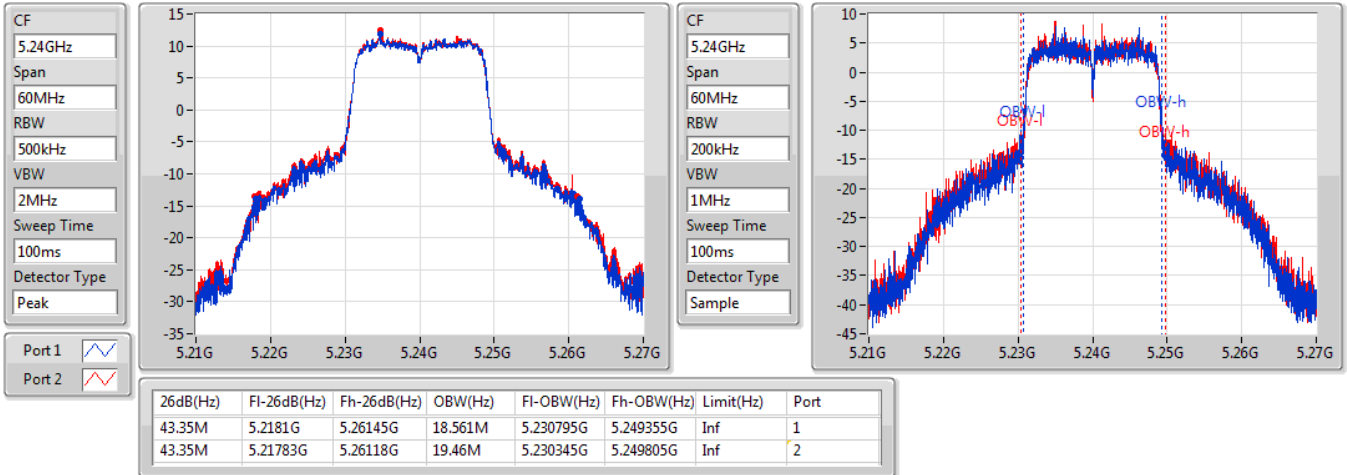 CF
5.24GHz
Span
60MHz
RBW
500kHz
VBW
2MHz
Sweep Time
100ms
Detector Type
Peak
Port 1
Port 2
15
10
5
0
-5
-10
-15
-20
-25
-30
-35
5.21G 5.22G 5.23G 5.24G 5.25G 5.26G 5.27G
CF
5.24GHz
Span
60MHz
RBW
200kHz
VBW
1MHz
Sweep Time
100ms
Detector Type
Sample
10
5
0
-5
-10
-15
-20
-25
-30
-35
-40
-45
OBW-l
OBW-l
OBW-h
OBW-h
5.21G 5.22G 5.23G 5.24G 5.25G 5.26G 5.27G
26dB(Hz) Fl-26dB(Hz) Fh-26dB(Hz) OBW(Hz) Fl-OBW(Hz) Fh-OBW(Hz) Limit(Hz) Port
43.35M 5.2181G 5.26145G 18.561M 5.230795G 5.249355G Inf 1
43.35M 5.21783G 5.26118G 19.46M 5.230345G 5.249805G Inf 2